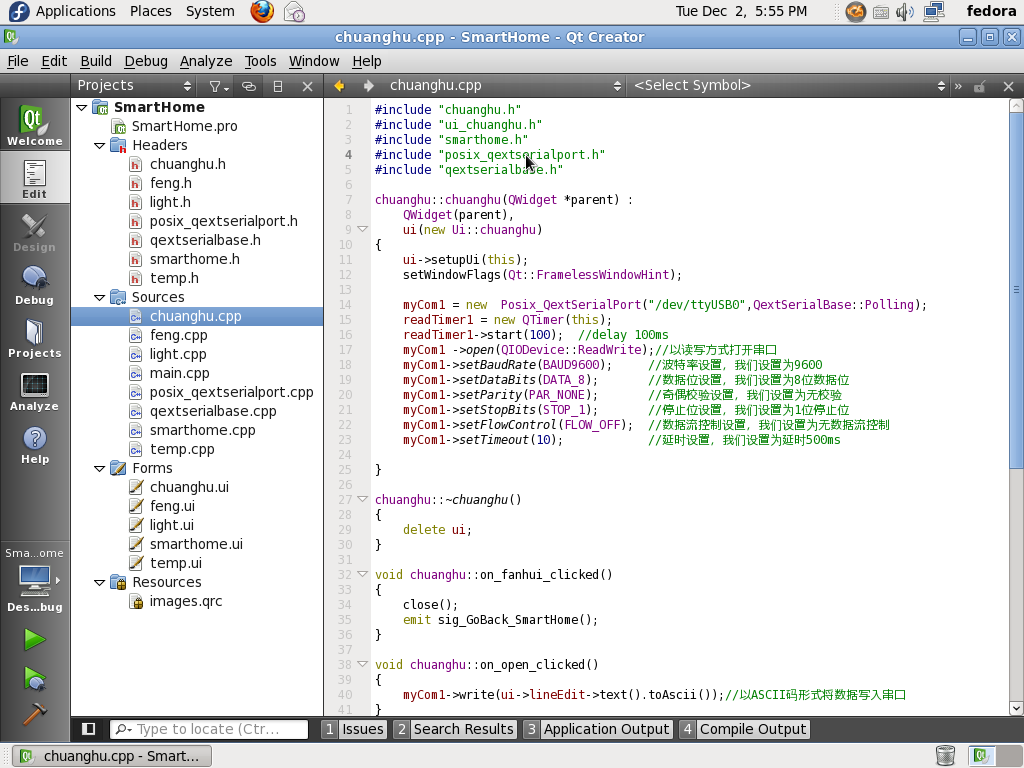 Applications Places System Tue Dec 2, 5:55 PM fedora
chuanghu.cpp - SmartHome - Qt Creator
File Edit Build Debug Analyze Tools Window Help
Projects chuanghu.cpp <Select Symbol> »
Welcome
Edit
Design
Debug
Projects
Analyze
Help
Sma...ome
Des...bug
SmartHome
SmartHome.pro
Headers
chuanghu.h
feng.h
light.h
posix_qextserialport.h
qextserialbase.h
smarthome.h
temp.h
Sources
chuanghu.cpp
feng.cpp
light.cpp
main.cpp
posix_qextserialport.cpp
qextserialbase.cpp
smarthome.cpp
temp.cpp
Forms
chuanghu.ui
feng.ui
light.ui
smarthome.ui
temp.ui
Resources
images.qrc
1 #include "chuanghu.h"
2 #include "ui_chuanghu.h"
3 #include "smarthome.h"
4 #include "posix_qextserialport.h"
5 #include "qextserialbase.h"
6
7 chuanghu::chuanghu(QWidget *parent) :
8 QWidget(parent),
9 ui(new Ui::chuanghu)
10 {
11 ui->setupUi(this);
12 setWindowFlags(Qt::FramelessWindowHint);
13
14 myCom1 = new Posix_QextSerialPort("/dev/ttyUSB0",QextSerialBase::Polling);
15 readTimer1 = new QTimer(this);
16 readTimer1->start(100); //delay 100ms
17 myCom1 ->open(QIODevice::ReadWrite);//以读写方式打开串口
18 myCom1->setBaudRate(BAUD9600); //波特率设置，我们设置为9600
19 myCom1->setDataBits(DATA_8); //数据位设置，我们设置为8位数据位
20 myCom1->setParity(PAR_NONE); //奇偶校验设置，我们设置为无校验
21 myCom1->setStopBits(STOP_1); //停止位设置，我们设置为1位停止位
22 myCom1->setFlowControl(FLOW_OFF); //数据流控制设置，我们设置为无数据流控制
23 myCom1->setTimeout(10); //延时设置，我们设置为延时500ms
24
25 }
26
27 chuanghu::~chuanghu()
28 {
29 delete ui;
30 }
31
32 void chuanghu::on_fanhui_clicked()
33 {
34 close();
35 emit sig_GoBack_SmartHome();
36 }
37
38 void chuanghu::on_open_clicked()
39 {
40 myCom1->write(ui->lineEdit->text().toAscii());//以ASCII码形式将数据写入串口
41 }
Type to locate (Ctr... 1 Issues 2 Search Results 3 Application Output 4 Compile Output
chuanghu.cpp - Smart...